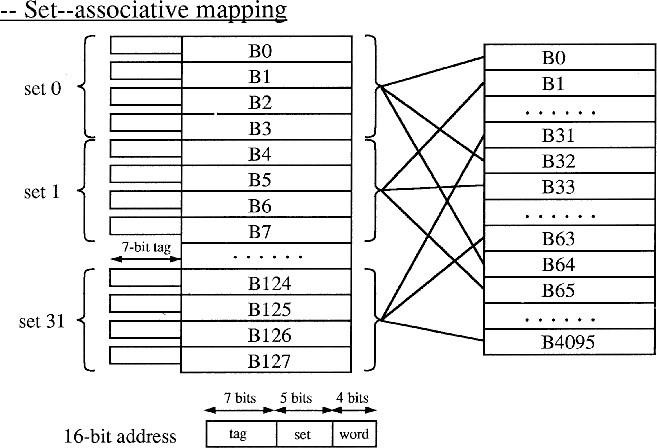 -- Set--associative mapping
set 0
B0
B1
B2
B3
set 1
B4
B5
B6
B7
7-bit tag
. . . . . .
set 31
B124
B125
B126
B127
B0
B1
. . . . . .
B31
B32
B33
. . . . . .
B63
B64
B65
. . . . . .
B4095
7 bits 5 bits 4 bits
16-bit address tag set word